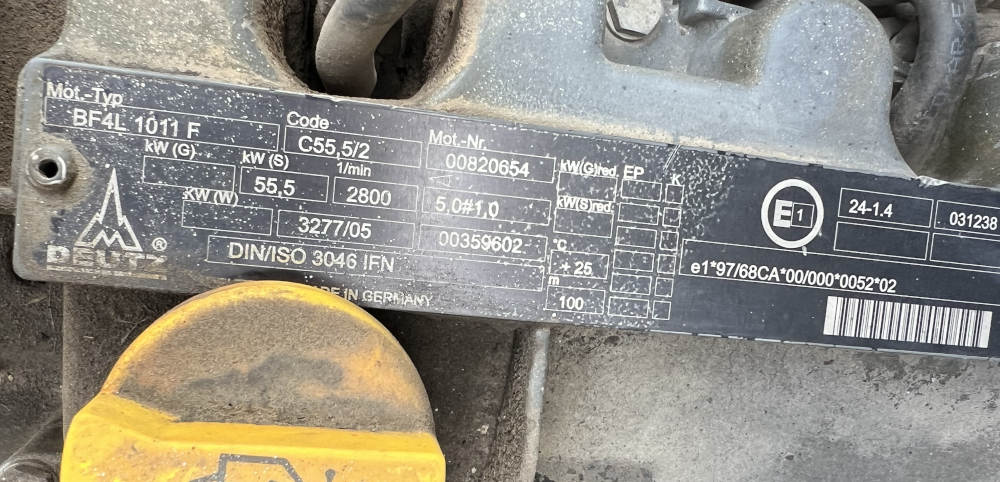 Mot.-Typ
BF4L 1011 F
Code
C55,5/2
Mot.-Nr.
00820654
kW (G)
kW (S)
1/min
55,5
2800
5.0#1,0
kW(G)red.
EP
K
kW(S)red.
KW (W)
3277/05
00359602
°C
+ 25
m
100
DEUTZ ®
DIN/ISO 3046 IFN
MADE IN GERMANY
E 1
24-1.4
031238
e1*97/68CA*00/000*0052*02